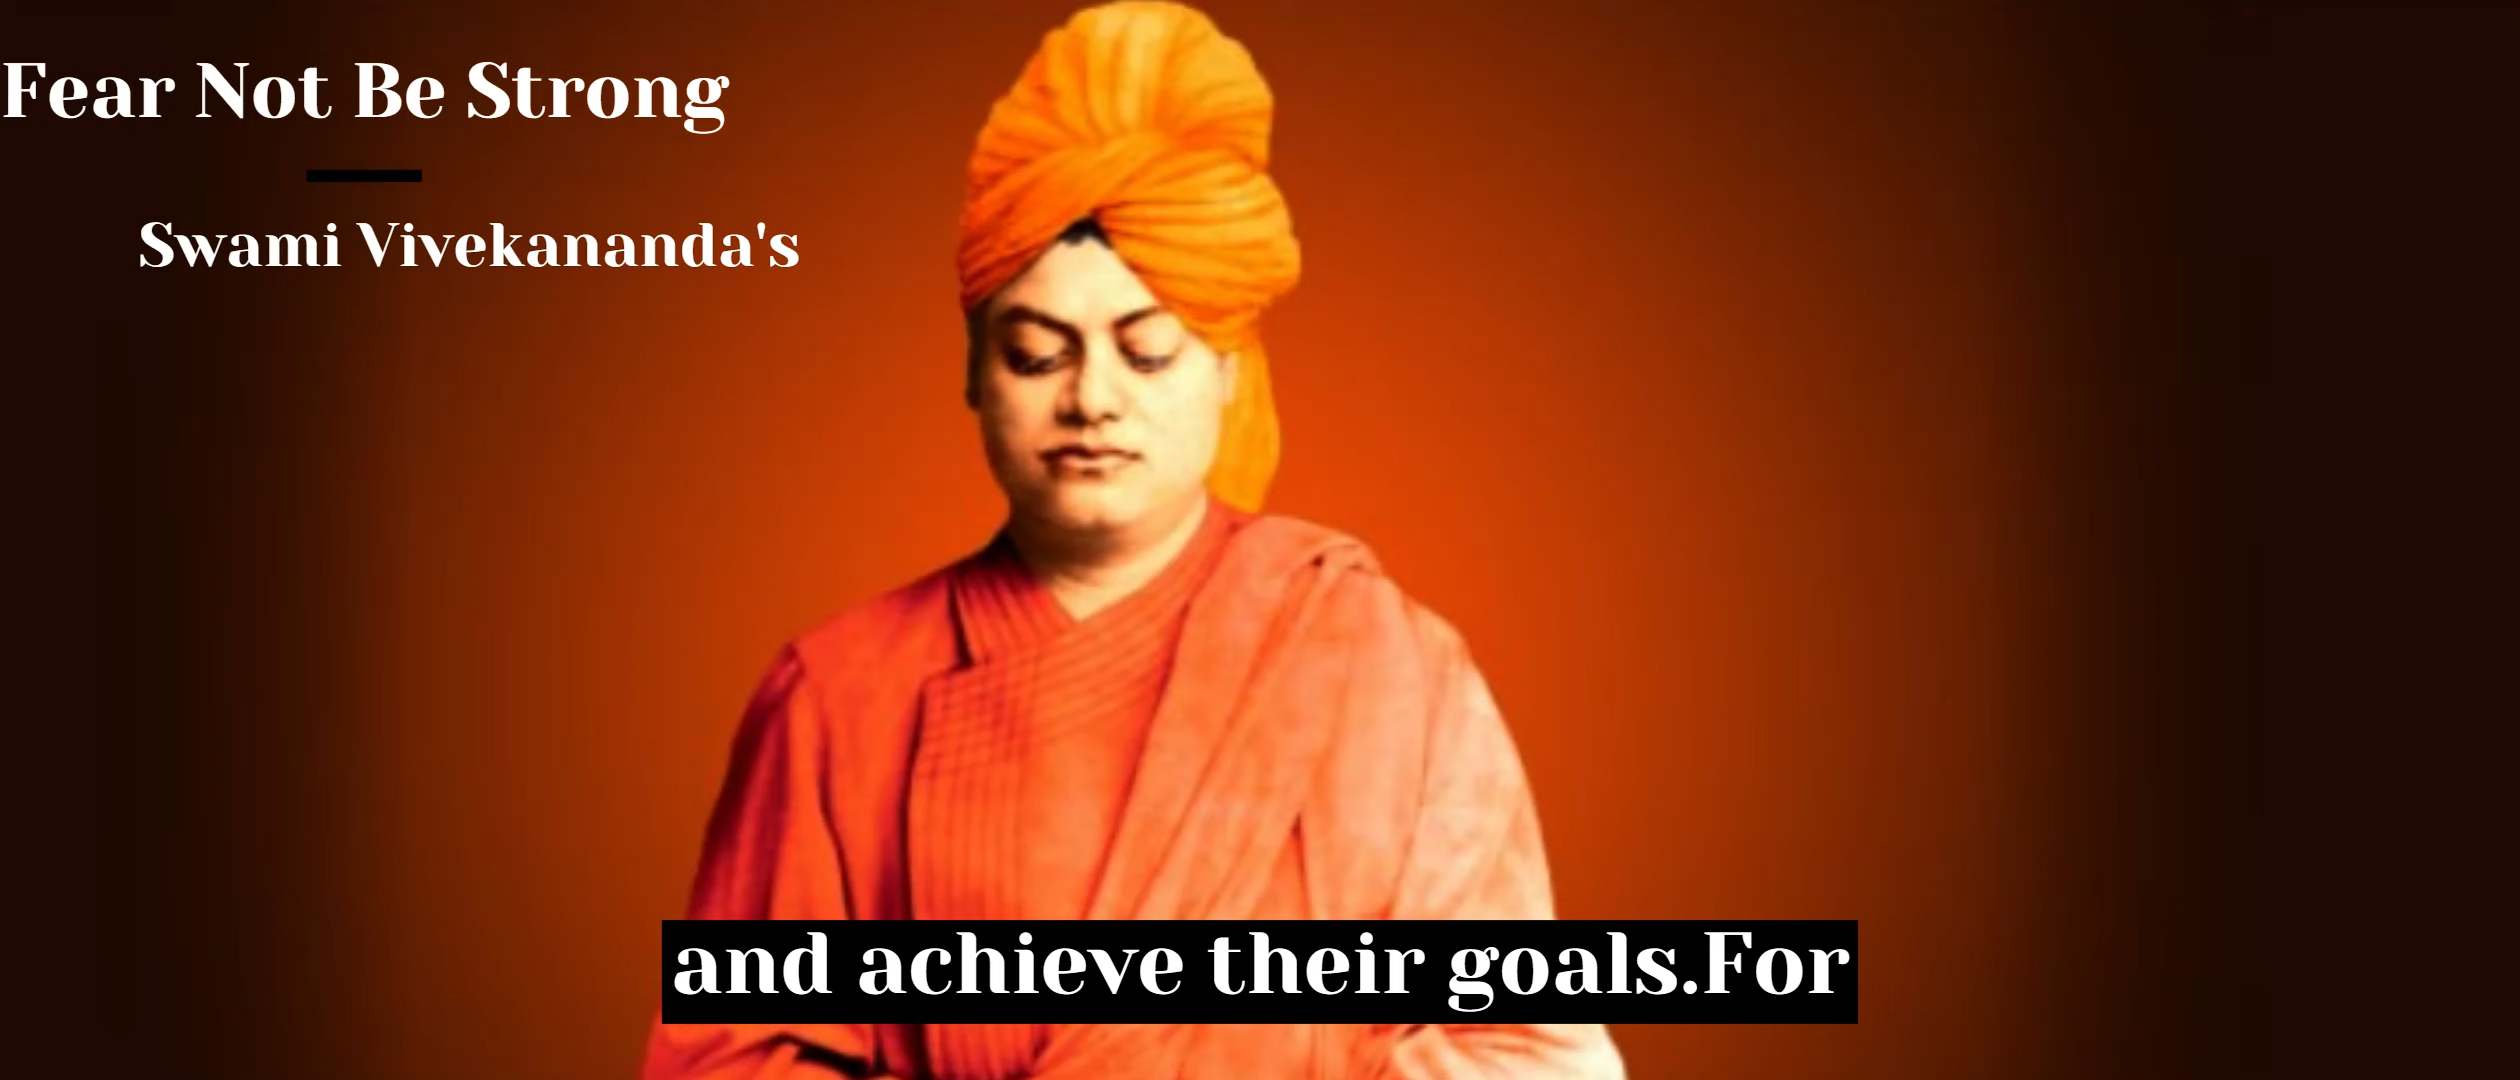 Fear Not Be Strong
Swami Vivekananda's
and achieve their goals.For